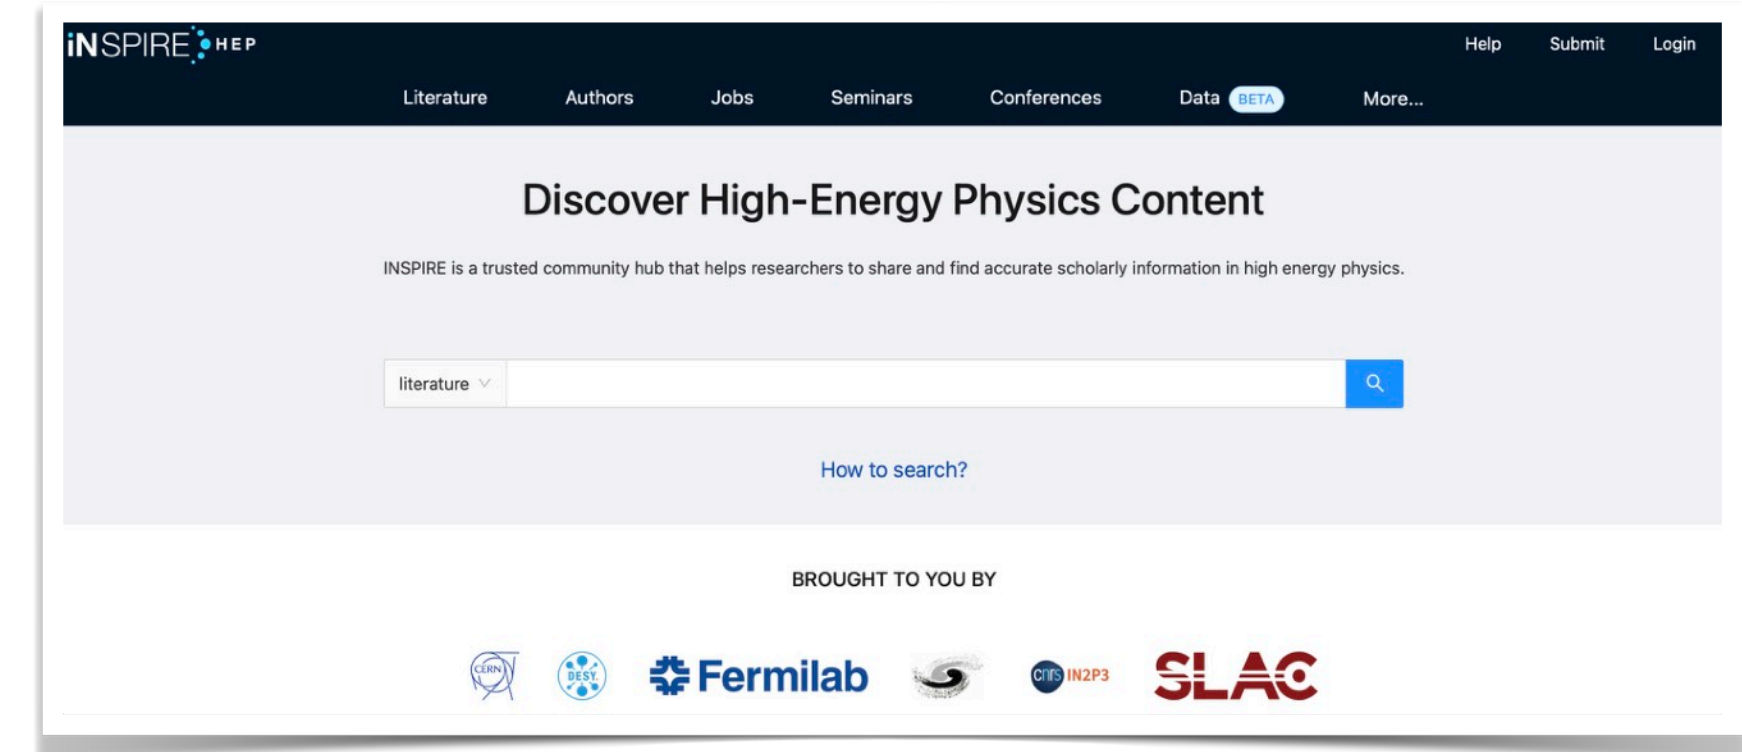 iNSPIRE HEP
Help Submit Login
Literature Authors Jobs Seminars Conferences Data BETA More...
Discover High-Energy Physics Content
INSPIRE is a trusted community hub that helps researchers to share and find accurate scholarly information in high energy physics.
literature
How to search?
BROUGHT TO YOU BY
CERN DESY. Fermilab cnrs IN2P3 SLAC